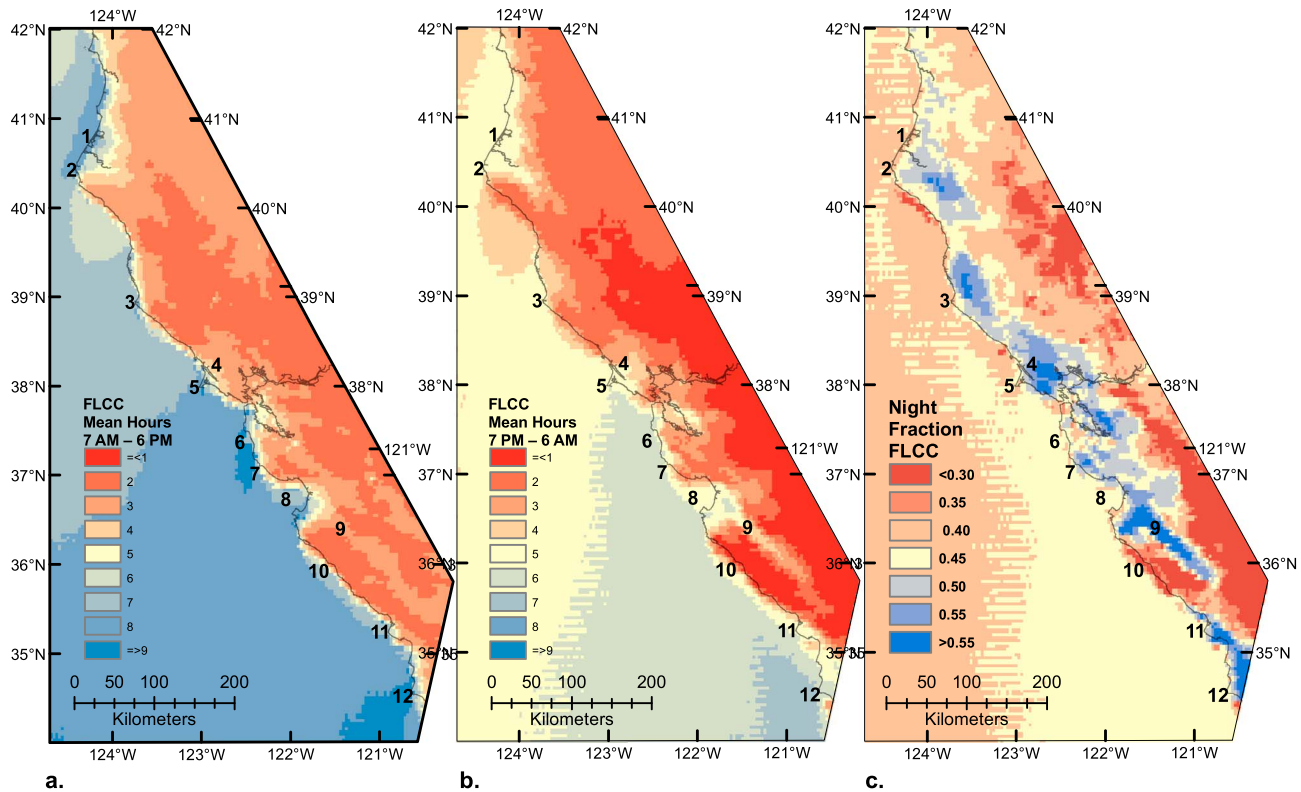 124°W
42°N
42°N
41°N
41°N
1
2
40°N
40°N
39°N
39°N
3
4
38°N
38°N
5
FLCC
Mean Hours
7 AM – 6 PM
=<1
2
3
4
5
6
7
8
=>9
6
121°W
7
37°N
37°N
8
9
36°N
36°N
10
11
35°N
35°N
12
0 50 100 200
Kilometers
124°W
123°W
122°W
121°W
a.
124°W
42°N
42°N
41°N
41°N
1
2
40°N
40°N
39°N
39°N
3
4
38°N
38°N
5
FLCC
Mean Hours
7 PM – 6 AM
=<1
2
3
4
5
6
7
8
=>9
6
121°W
7
37°N
37°N
8
9
10
11
12
0 50 100 200
Kilometers
124°W
123°W
122°W
121°W
b.
124°W
42°N
42°N
41°N
41°N
1
2
40°N
40°N
39°N
39°N
3
4
38°N
38°N
5
Night
Fraction
FLCC
<0.30
0.35
0.40
0.45
0.50
0.55
>0.55
6
121°W
7
37°N
37°N
8
9
36°N
10
11
35°N
12
0 50 100 200
Kilometers
124°W
123°W
122°W
121°W
c.